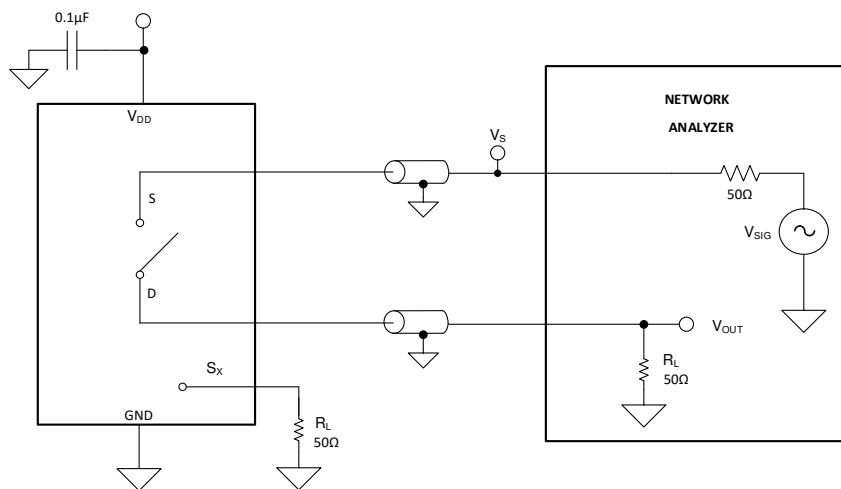 0.1µF
V_DD
NETWORK
ANALYZER
V_S
S
50Ω
V_SIG
D
V_OUT
S_X
R_L
50Ω
GND
R_L
50Ω